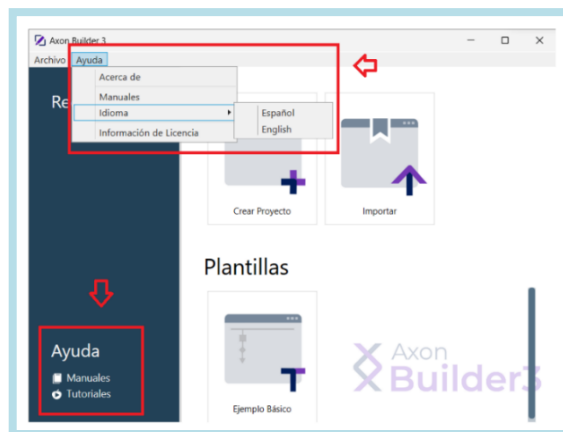 Axon Builder 3
Archivo Ayuda
Acerca de
Manuales
Idioma
Español
English
Información de Licencia
Re
Crear Proyecto
Importar
Plantillas
Ejemplo Básico
Ayuda
Manuales
Tutoriales
Axon
Builder3